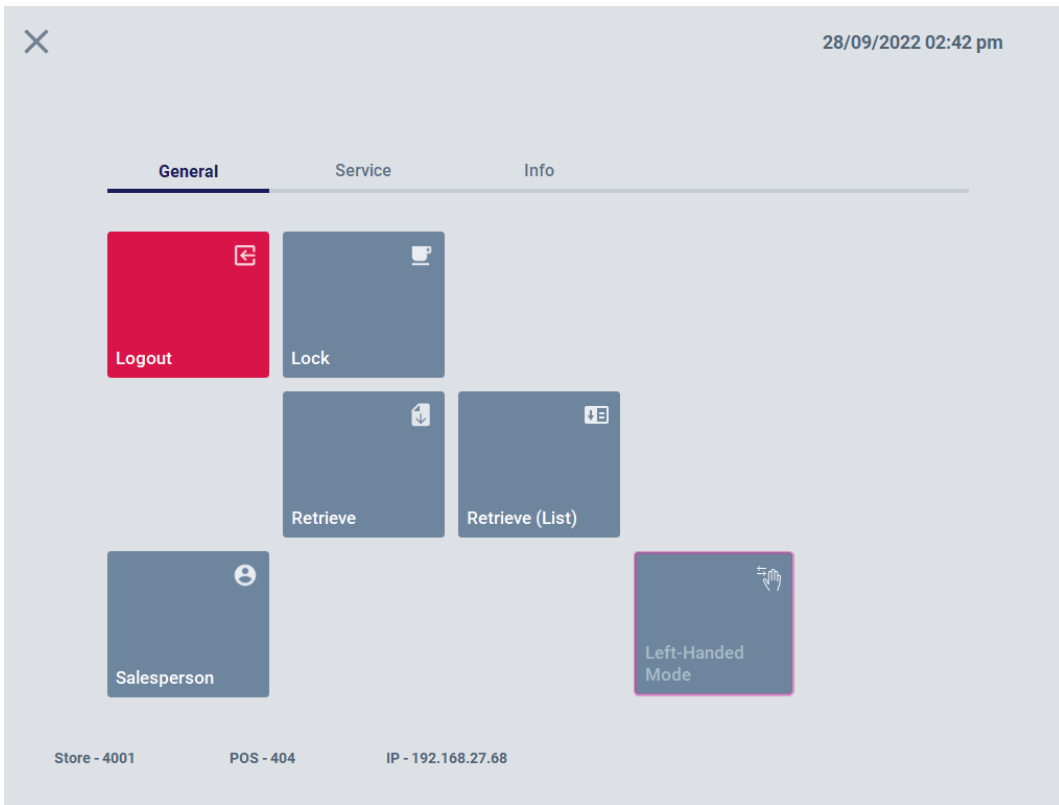 28/09/2022 02:42 pm
General Service Info
Logout Lock
Retrieve Retrieve (List)
Salesperson
Left-Handed
Mode
Store - 4001 POS - 404 IP - 192.168.27.68